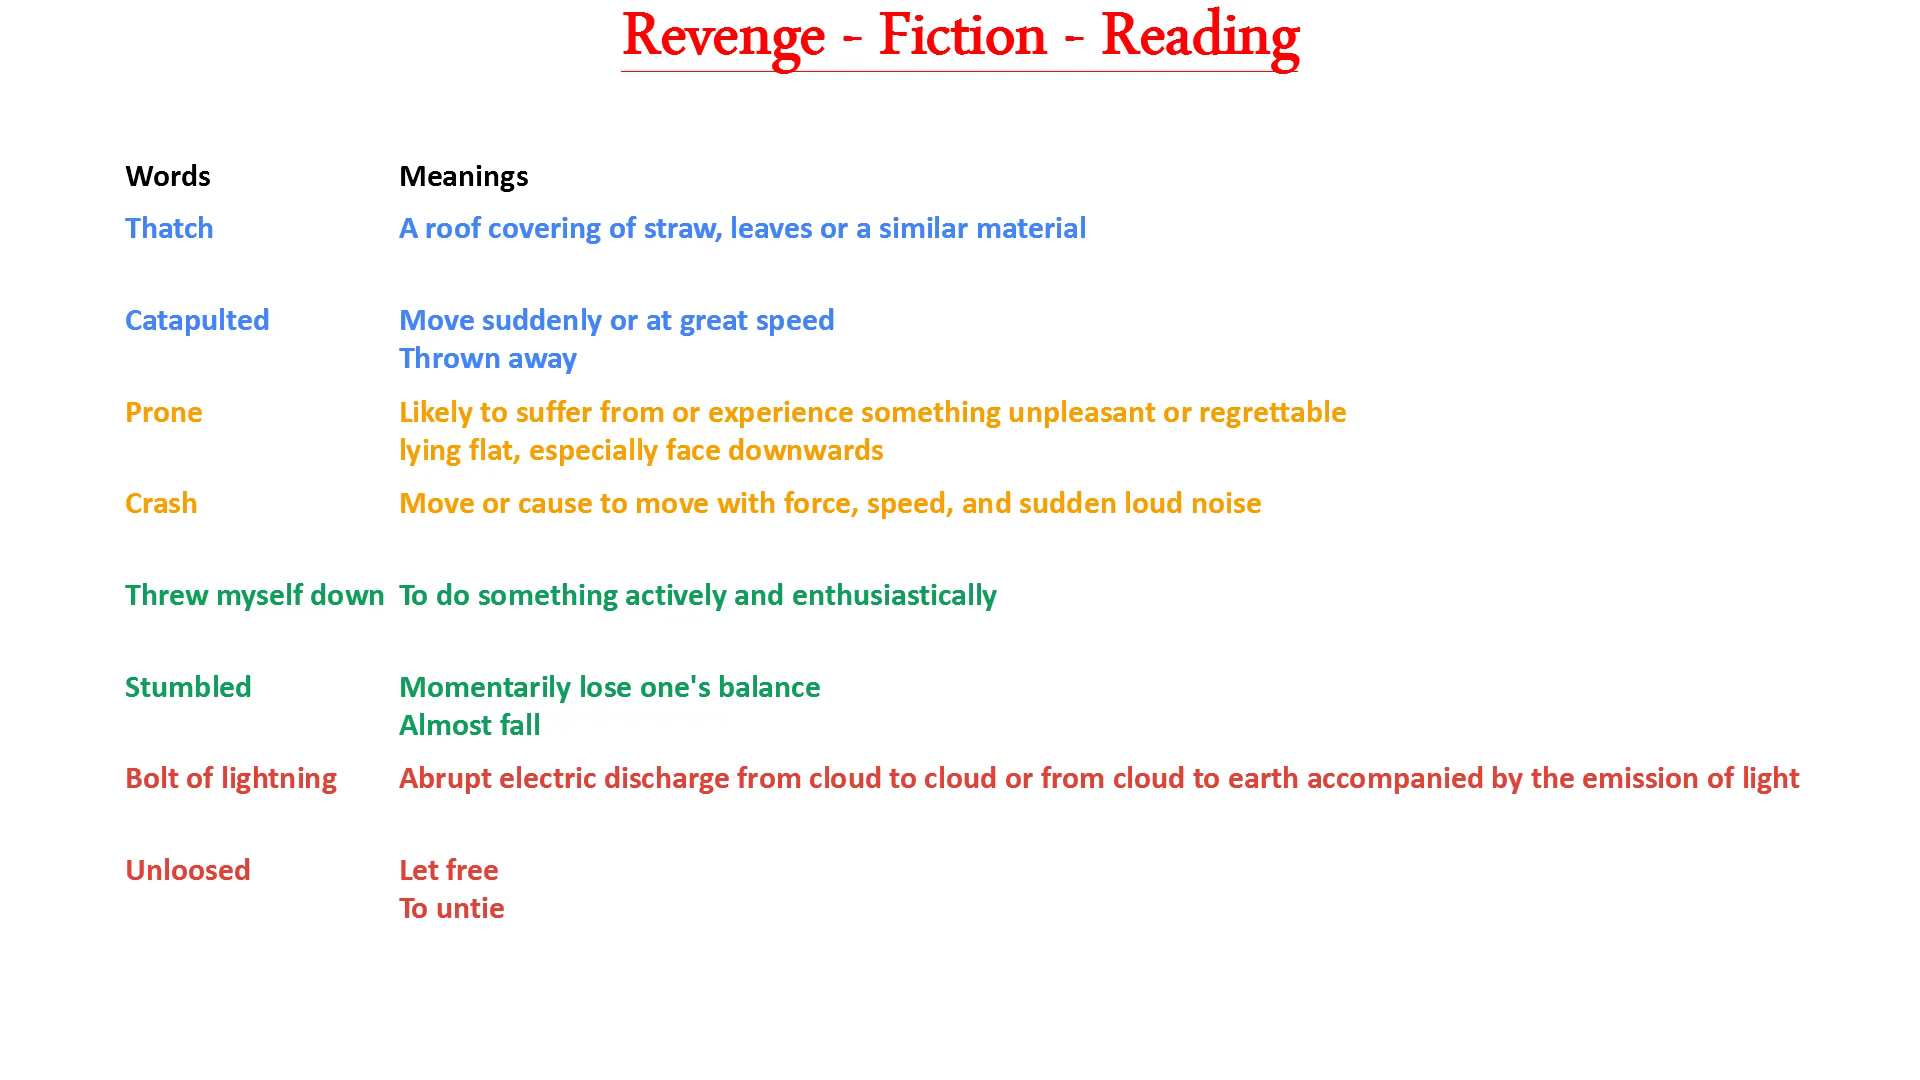 Revenge - Fiction - Reading
Words Meanings
Thatch A roof covering of straw, leaves or a similar material
Catapulted Move suddenly or at great speed
Thrown away
Prone Likely to suffer from or experience something unpleasant or regrettable
lying flat, especially face downwards
Crash Move or cause to move with force, speed, and sudden loud noise
Threw myself down To do something actively and enthusiastically
Stumbled Momentarily lose one's balance
Almost fall
Bolt of lightning Abrupt electric discharge from cloud to cloud or from cloud to earth accompanied by the emission of light
Unloosed Let free
To untie